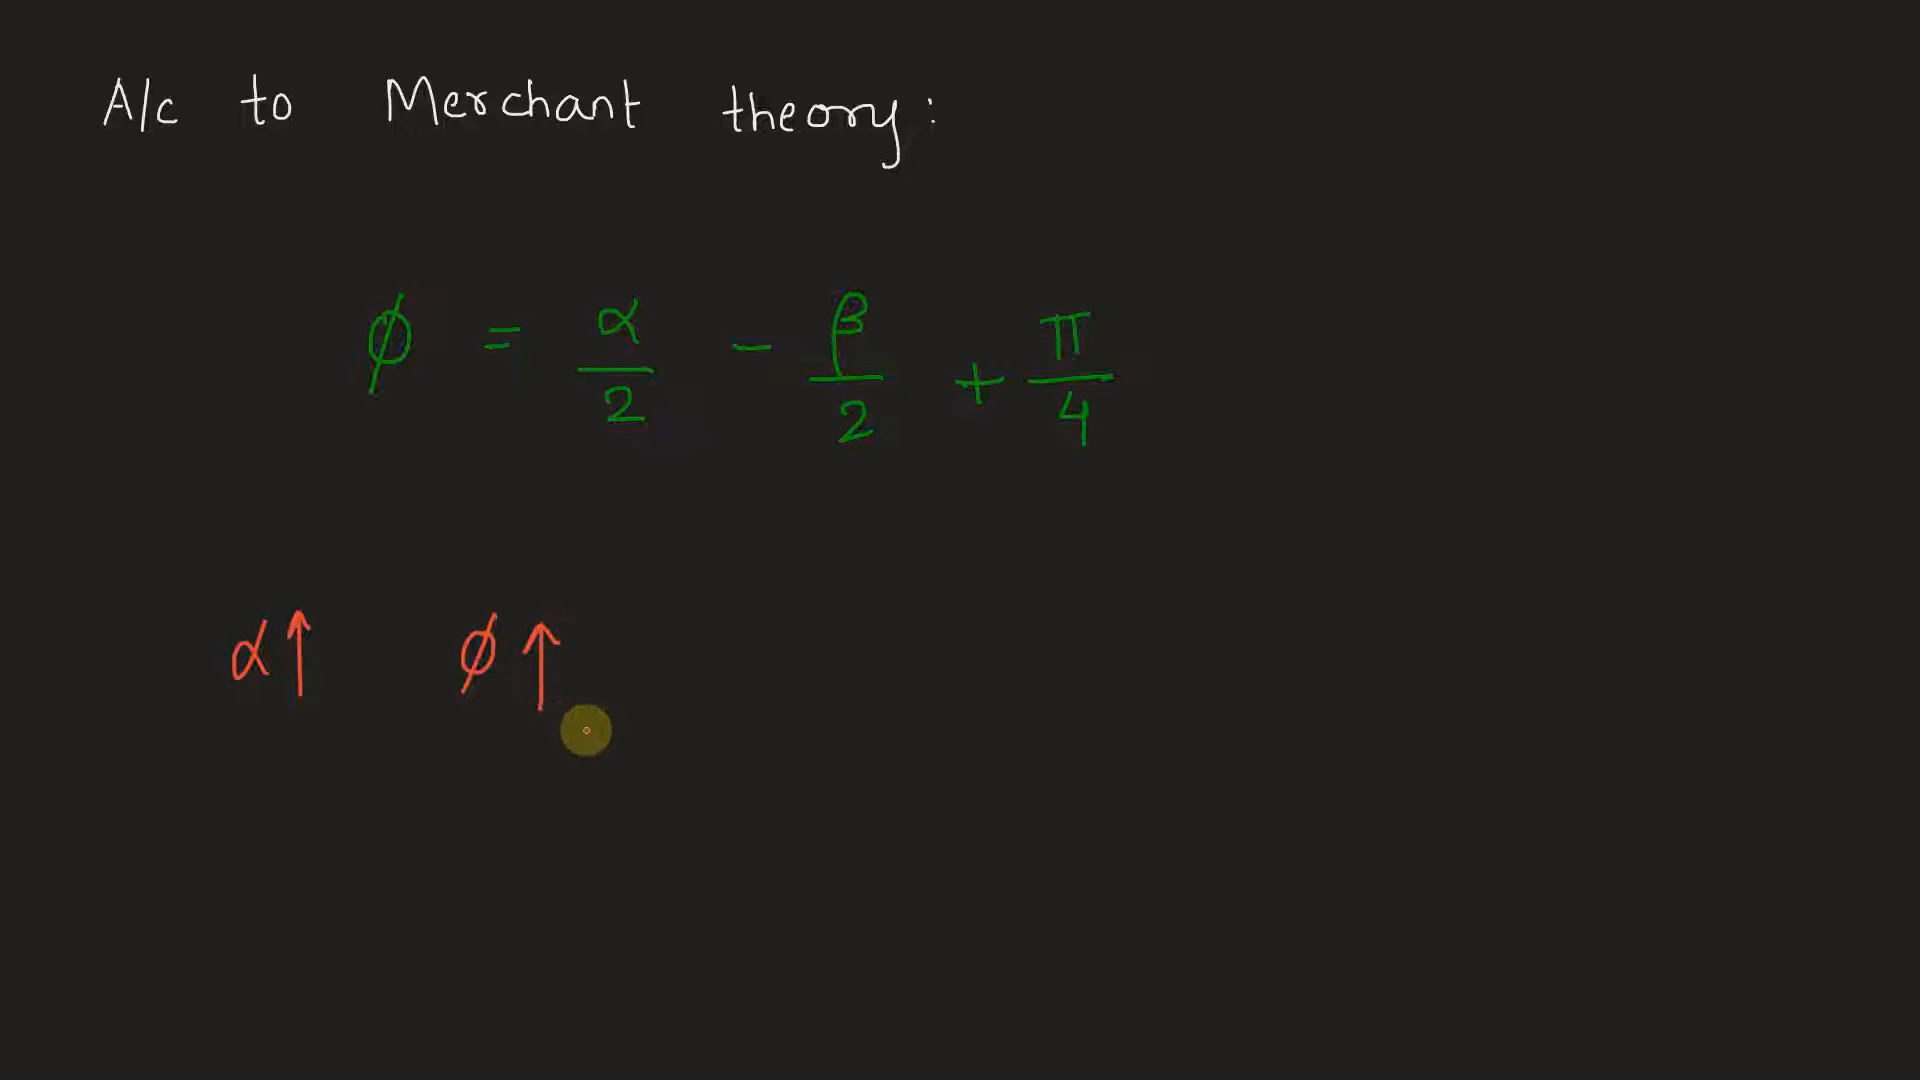 A/c to Merchant theory:
ϕ = α/2 - β/2 + π/4
α↑ ϕ↑